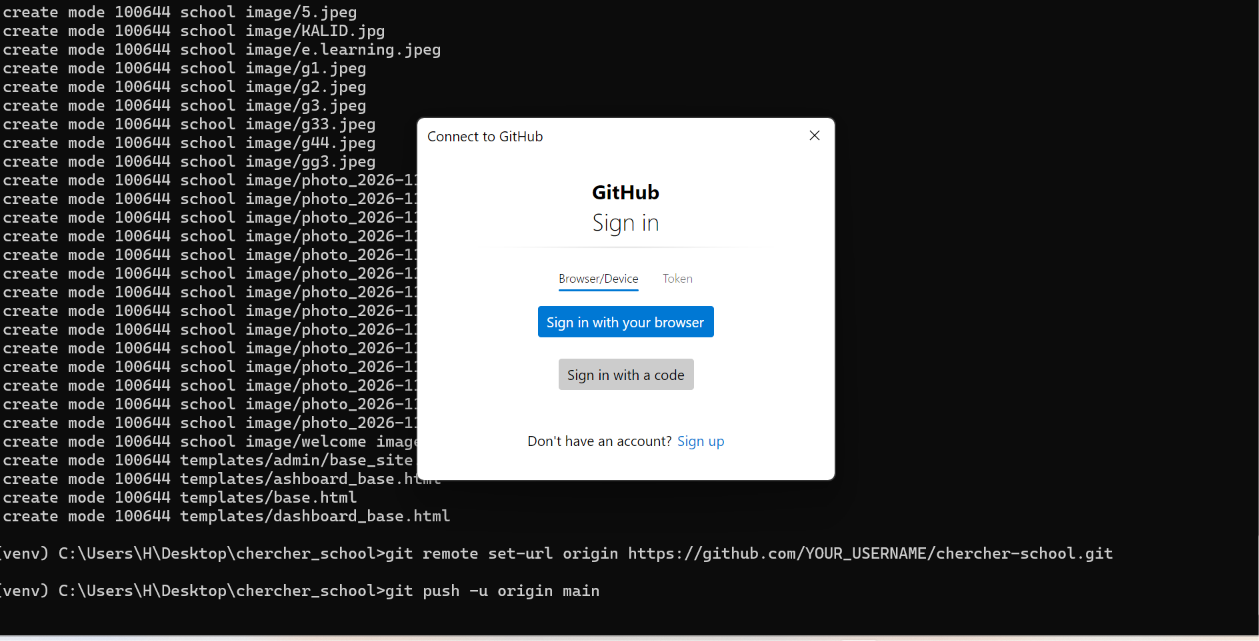 create mode 100644 school image/5.jpeg
create mode 100644 school image/KALID.jpg
create mode 100644 school image/e.learning.jpeg
create mode 100644 school image/g1.jpeg
create mode 100644 school image/g2.jpeg
create mode 100644 school image/g3.jpeg
create mode 100644 school image/g33.jpeg
create mode 100644 school image/g44.jpeg
create mode 100644 school image/gg3.jpeg
create mode 100644 school image/photo_2026-11
create mode 100644 school image/photo_2026-11
create mode 100644 school image/photo_2026-11
create mode 100644 school image/photo_2026-11
create mode 100644 school image/photo_2026-11
create mode 100644 school image/photo_2026-11
create mode 100644 school image/photo_2026-11
create mode 100644 school image/photo_2026-11
create mode 100644 school image/photo_2026-11
create mode 100644 school image/photo_2026-11
create mode 100644 school image/photo_2026-11
create mode 100644 school image/photo_2026-11
create mode 100644 school image/photo_2026-11
create mode 100644 school image/photo_2026-11
create mode 100644 school image/welcome image
create mode 100644 templates/admin/base_site
create mode 100644 templates/ashboard_base.html
create mode 100644 templates/base.html
create mode 100644 templates/dashboard_base.html
(venv) C:\Users\H\Desktop\chercher_school>git remote set-url origin https://github.com/YOUR_USERNAME/chercher-school.git
(venv) C:\Users\H\Desktop\chercher_school>git push -u origin main
Connect to GitHub
GitHub
Sign in
Browser/Device Token
Sign in with your browser
Sign in with a code
Don't have an account? Sign up